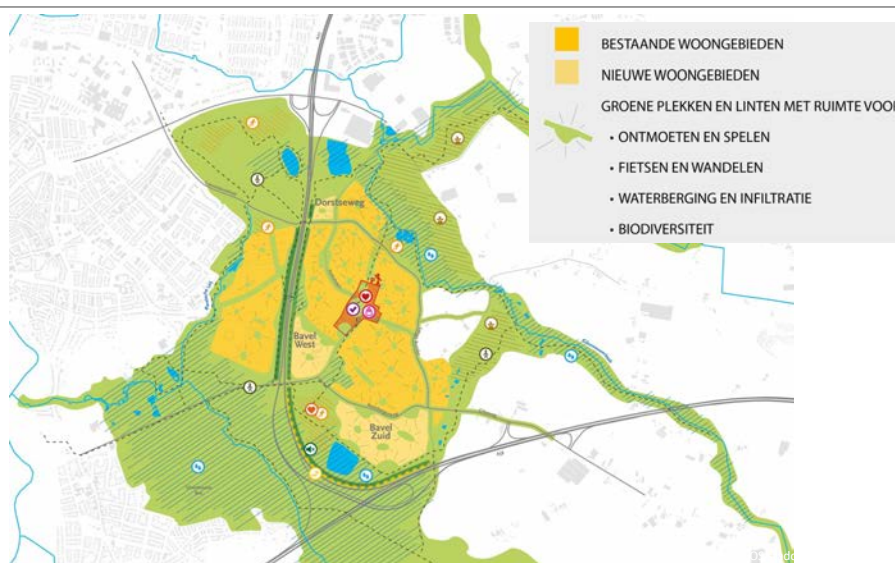 BESTAANDE WOONGEBIEDEN
NIEUWE WOONGEBIEDEN
GROENE PLEKKEN EN LINTEN MET RUIMTE VOOR
• ONTMOETEN EN SPELEN
• FIETSEN EN WANDELEN
• WATERBERGING EN INFILTRATIE
• BIODIVERSITEIT
Dorstseweg
Bavel
West
Bavel
Zuid